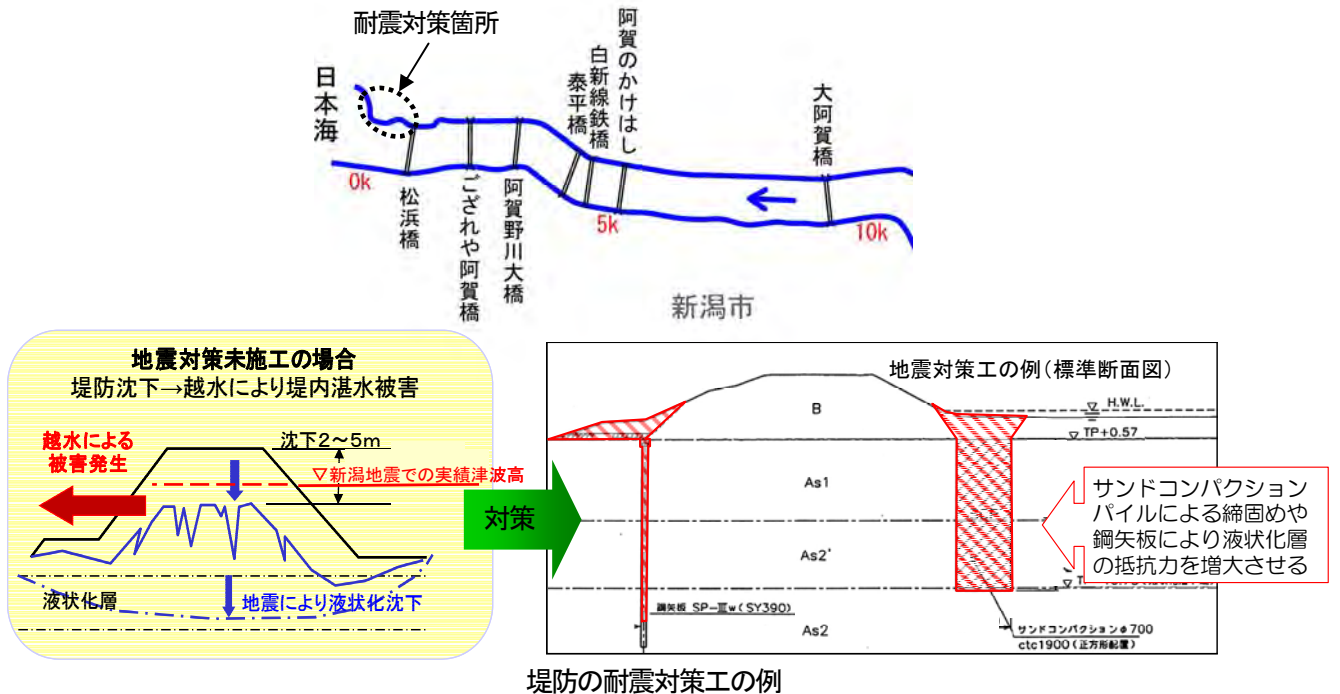 耐震対策箇所
日本海
0k
松浜橋
ござれや阿賀橋
阿賀野川大橋
泰平橋
白新線鉄橋
阿賀のかけはし
5k
大阿賀橋
10k
新潟市
地震対策未施工の場合
堤防沈下→越水により堤内湛水被害
越水による
被害発生
沈下2～5m
▽新潟地震での実績津波高
液状化層
地震により液状化沈下
対策
地震対策工の例(標準断面図)
B
H.W.L.
TP+0.57
As1
As2'
As2
鋼矢板 SP-Ⅲw(SY390)
サンドコンパクションφ700
ctc1900(正方形配置)
サンドコンパクション
パイルによる締固めや
鋼矢板により液状化層
の抵抗力を増大させる
堤防の耐震対策工の例